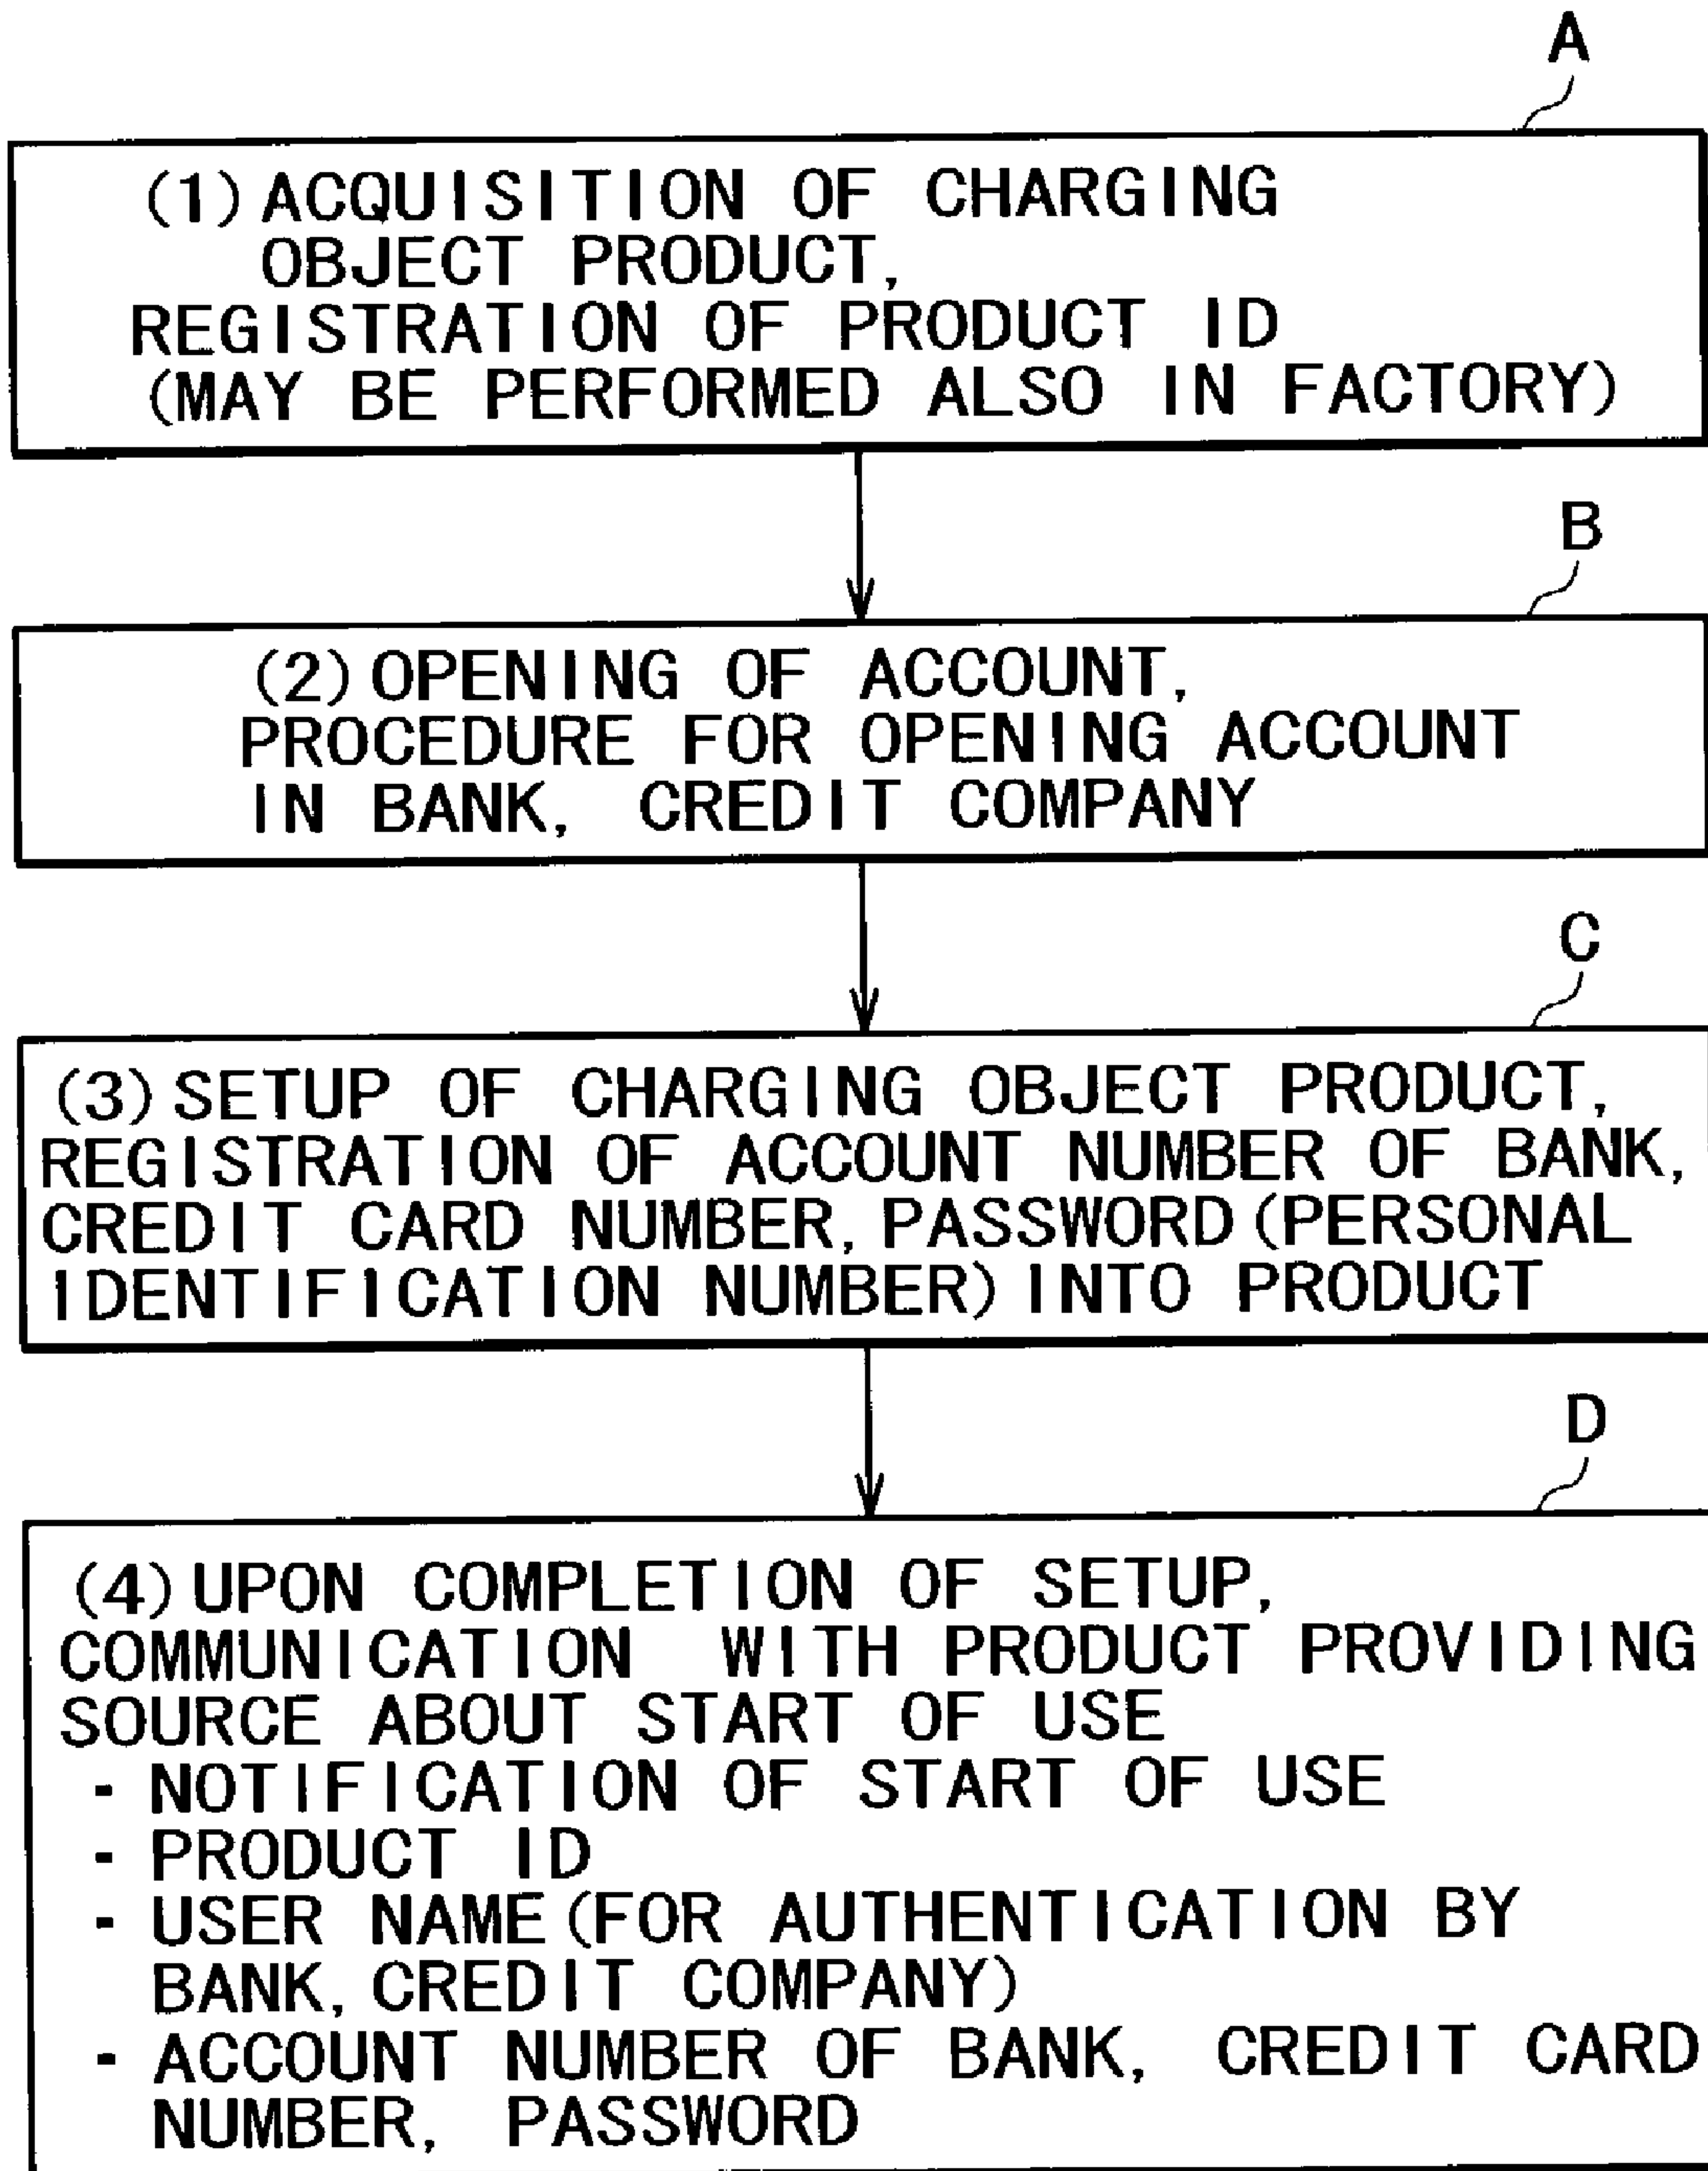 A
(1) ACQUISITION OF CHARGING
OBJECT PRODUCT,
REGISTRATION OF PRODUCT ID
(MAY BE PERFORMED ALSO IN FACTORY)
B
(2) OPENING OF ACCOUNT,
PROCEDURE FOR OPENING ACCOUNT
IN BANK, CREDIT COMPANY
C
(3) SETUP OF CHARGING OBJECT PRODUCT,
REGISTRATION OF ACCOUNT NUMBER OF BANK,
CREDIT CARD NUMBER, PASSWORD (PERSONAL
IDENTIFICATION NUMBER) INTO PRODUCT
D
(4) UPON COMPLETION OF SETUP,
COMMUNICATION WITH PRODUCT PROVIDING
SOURCE ABOUT START OF USE
- NOTIFICATION OF START OF USE
- PRODUCT ID
- USER NAME (FOR AUTHENTICATION BY
BANK, CREDIT COMPANY)
- ACCOUNT NUMBER OF BANK, CREDIT CARD
NUMBER, PASSWORD